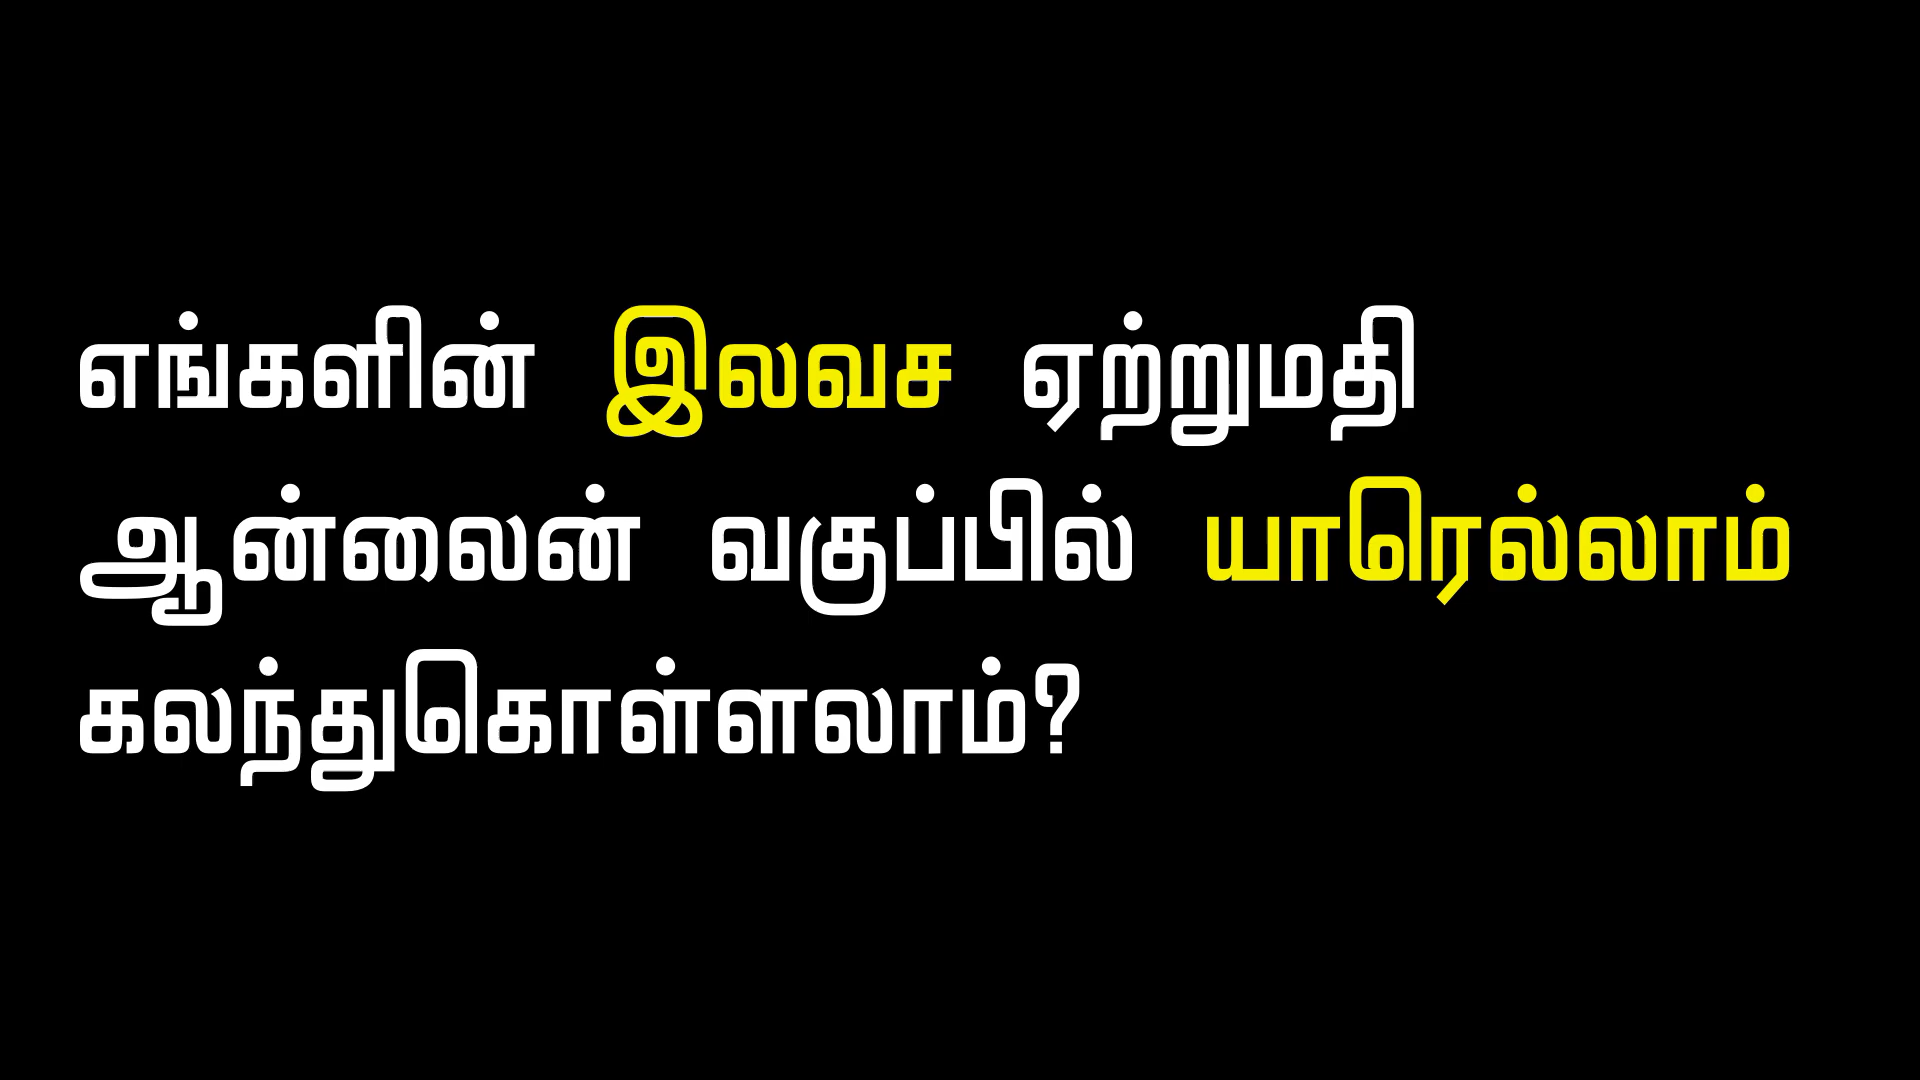 எங்களின் இலவச ஏற்றுமதி
ஆன்லைன் வகுப்பில் யாரெல்லாம்
கலந்துகொள்ளலாம்?